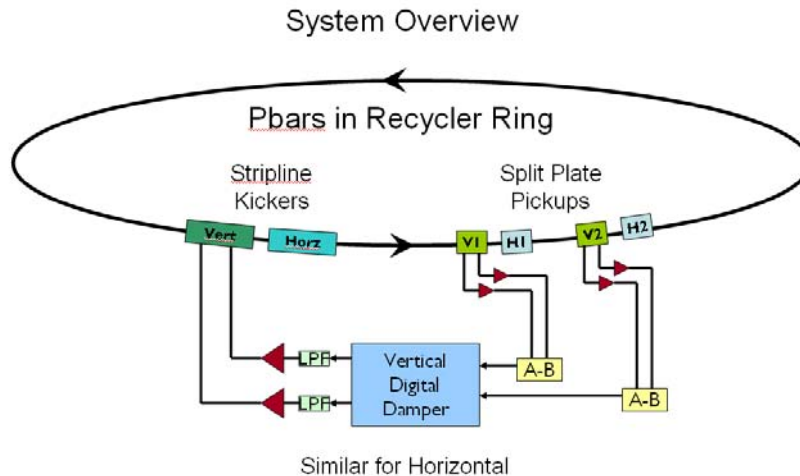 System Overview
Pbars in Recycler Ring
Stripline
Kickers
Split Plate
Pickups
Vert
Horz
V1
H1
V2
H2
LPF
Vertical
Digital
Damper
A-B
LPF
A-B
Similar for Horizontal